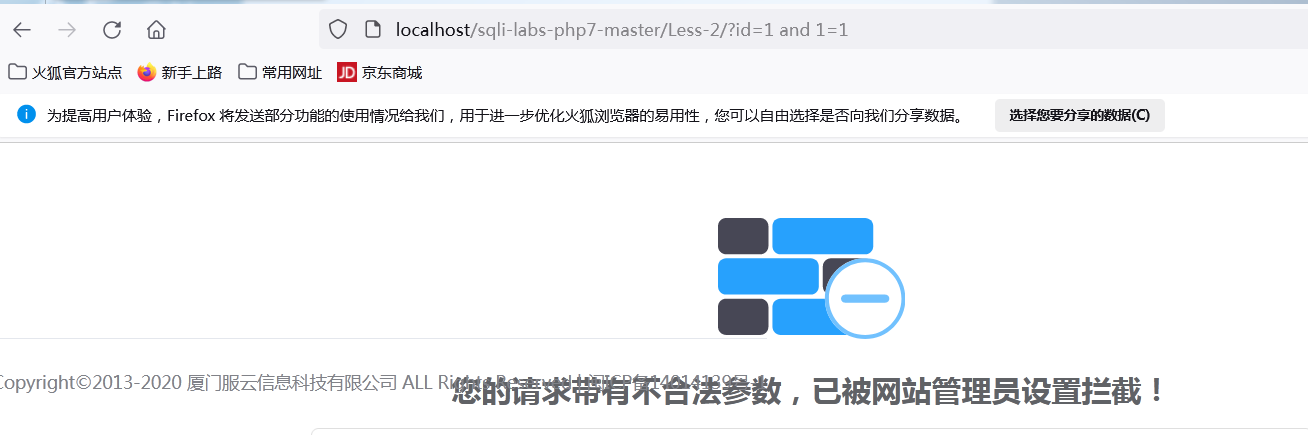 localhost/sqli-labs-php7-master/Less-2/?id=1 and 1=1
火狐官方站点 新手上路 常用网址 JD 京东商城
为提高用户体验，Firefox 将发送部分功能的使用情况给我们，用于进一步优化火狐浏览器的易用性，您可以自由选择是否向我们分享数据。 选择您要分享的数据(C)
Copyright©2013-2020 厦门服云信息科技有限公司 ALL Rights Reserved
您的请求带有不合法参数，已被网站管理员设置拦截！